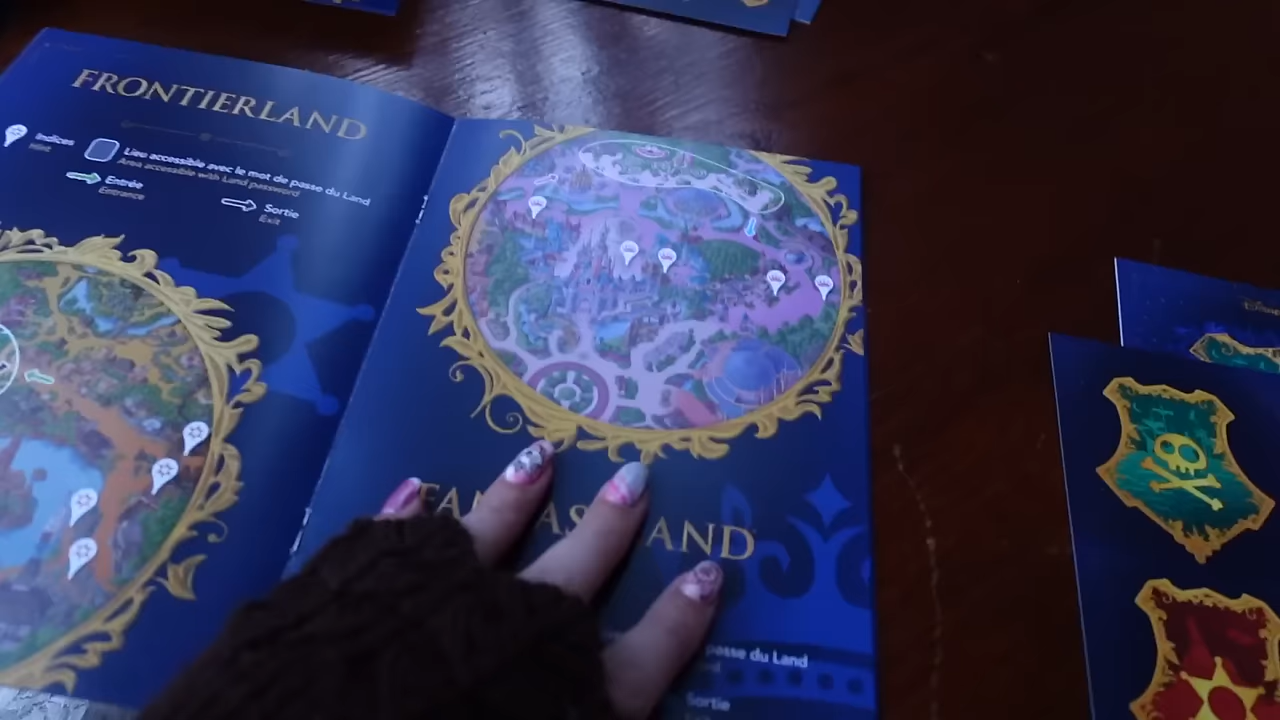 FRONTIERLAND
Indices
Hint
Lieu accessible avec le mot de passe du Land
Area accessible with Land password
Entrée
Entrance
Sortie
Exit
passe du Land
Sortie